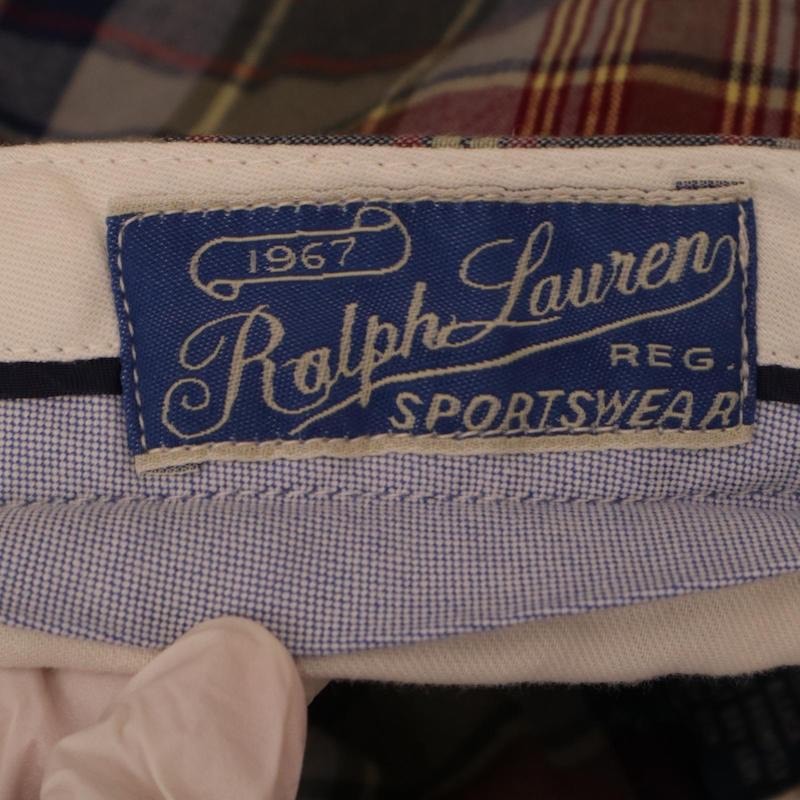 1967
Ralph Lauren
REG.
SPORTSWEAR